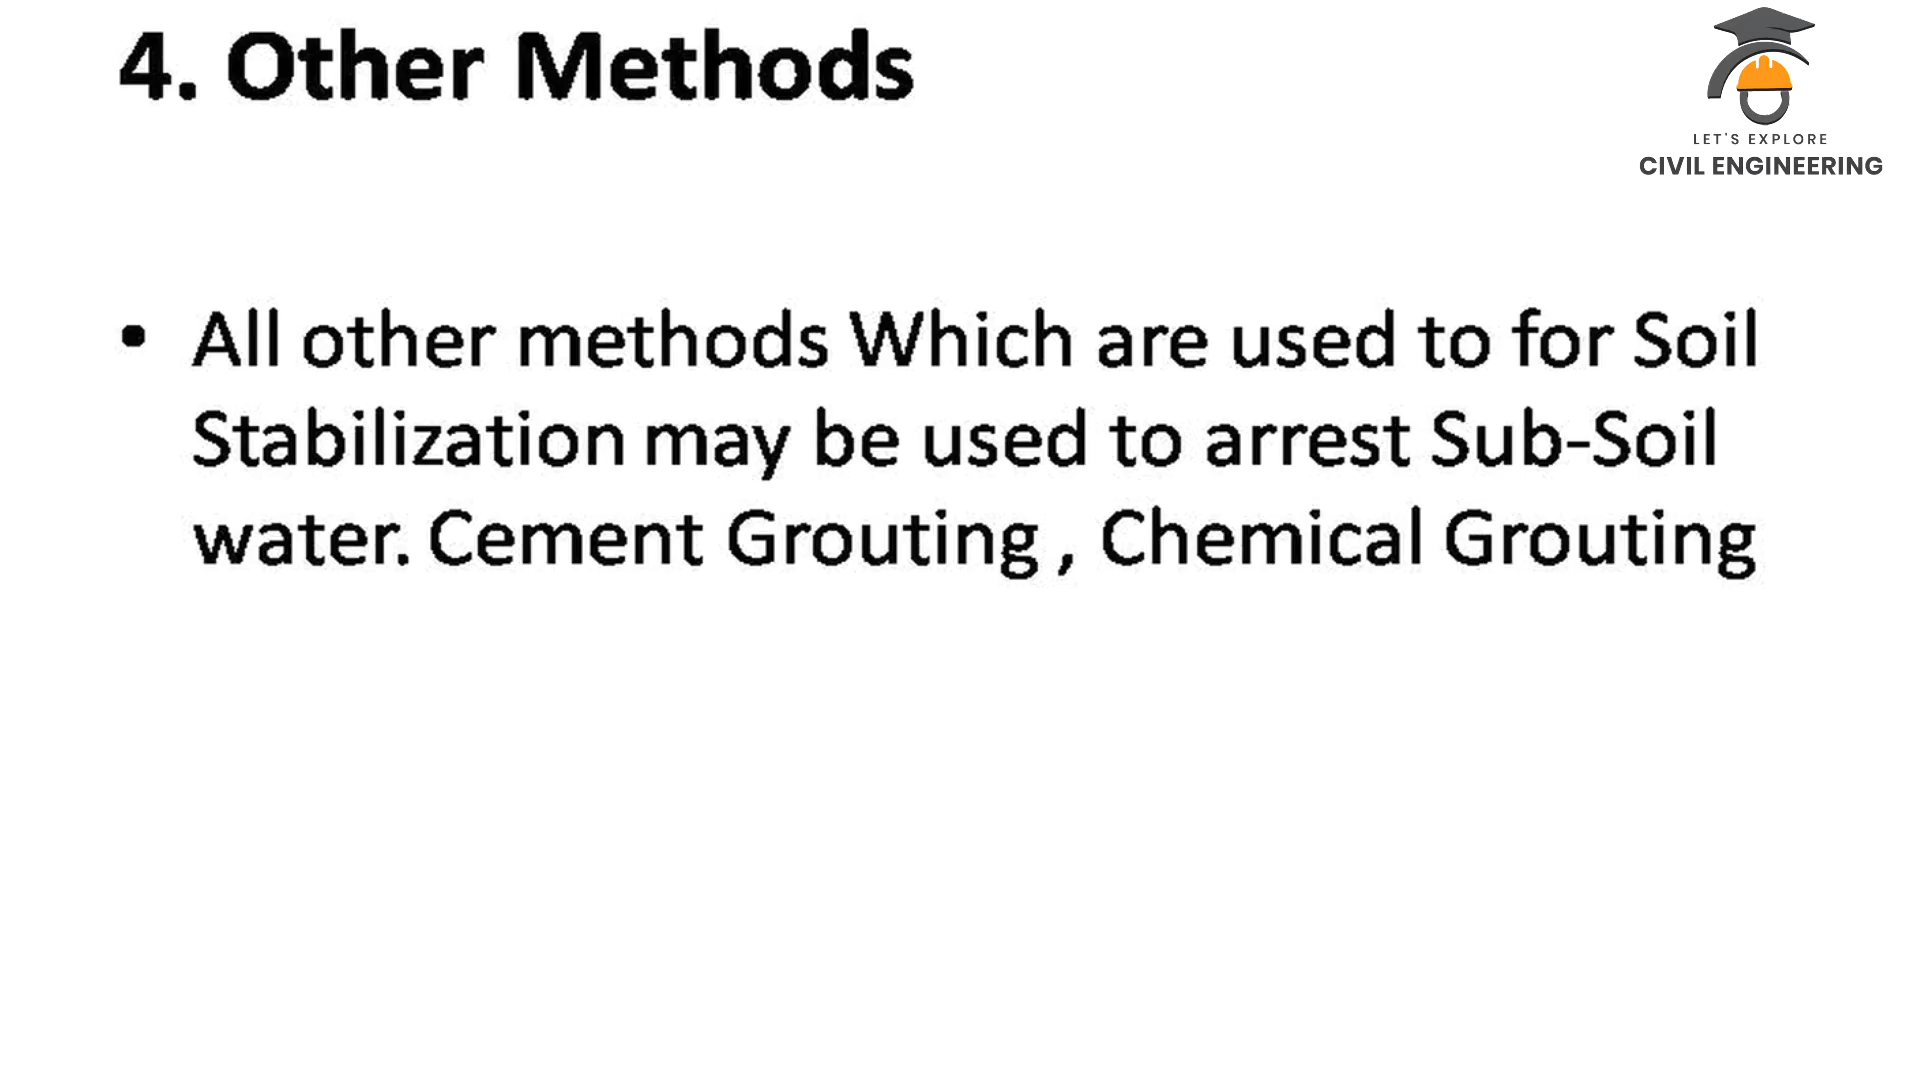 4. Other Methods
LET'S EXPLORE
CIVIL ENGINEERING
• All other methods Which are used to for Soil
Stabilization may be used to arrest Sub-Soil
water. Cement Grouting , Chemical Grouting